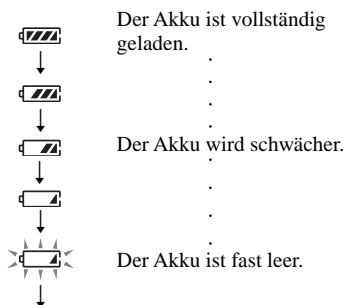 Der Akku ist vollständig
geladen.
Der Akku wird schwächer.
Der Akku ist fast leer.